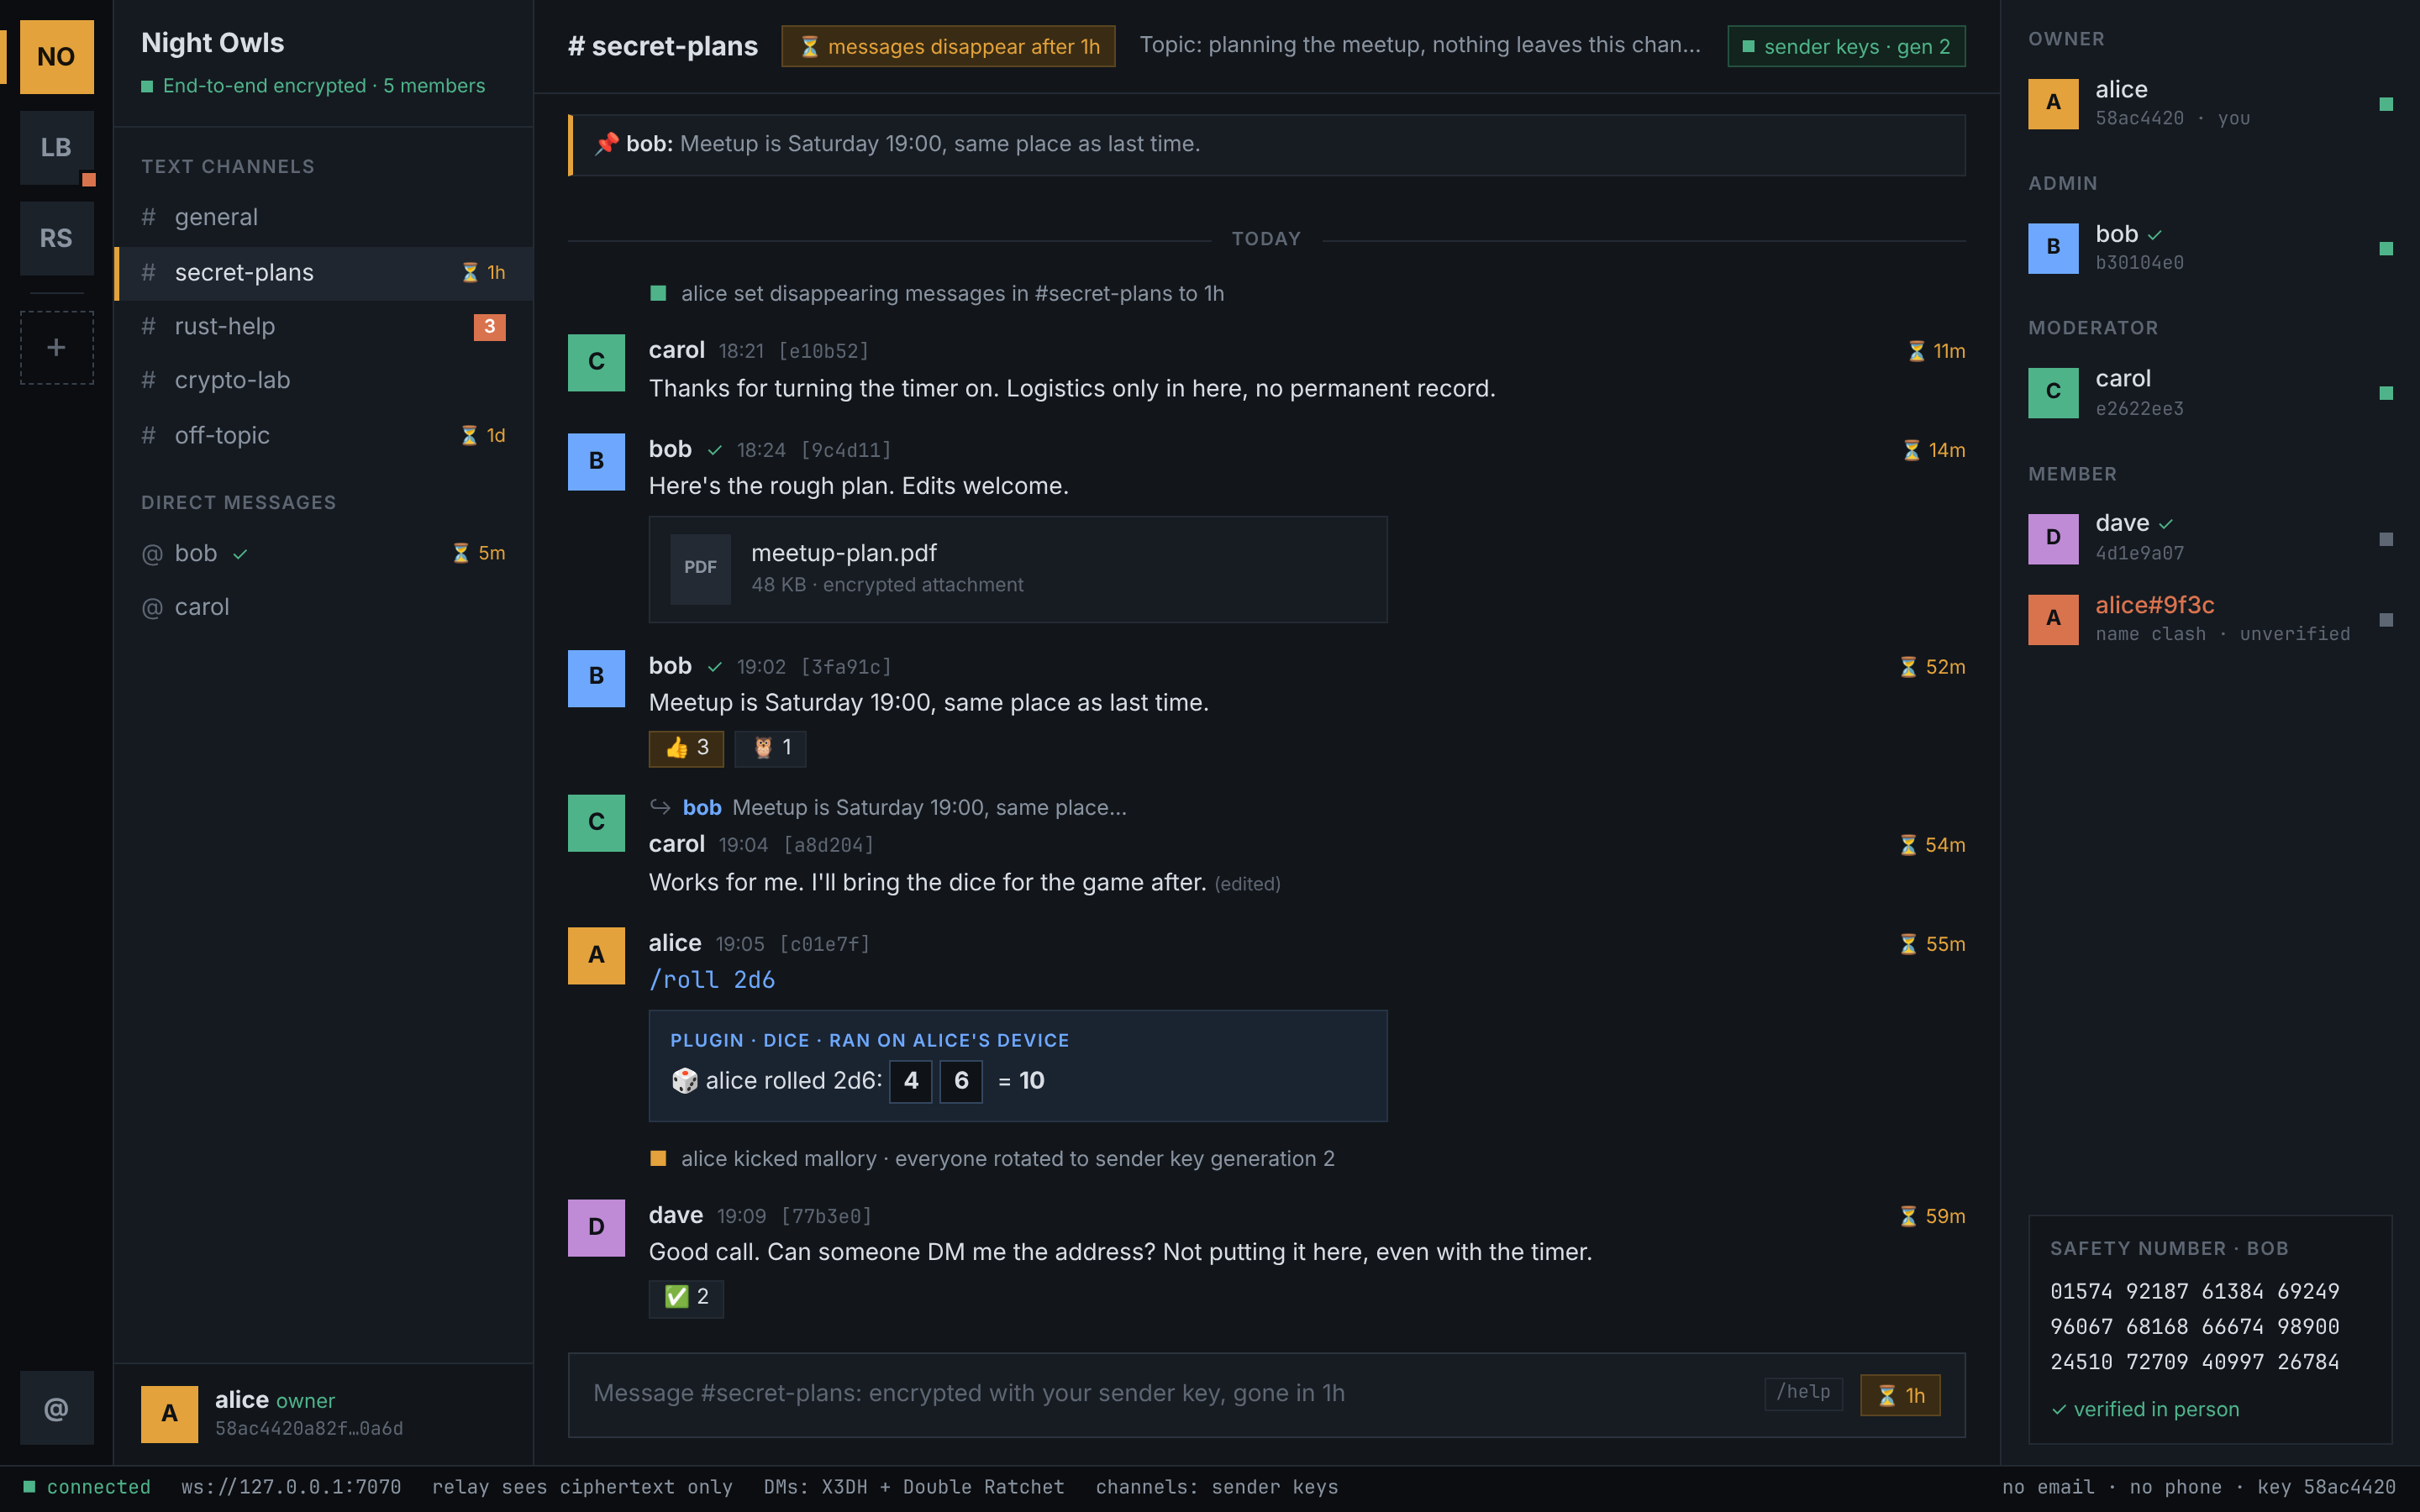 NO
LB
RS
+
@
Night Owls
End-to-end encrypted · 5 members
TEXT CHANNELS
# general
# secret-plans ⏳ 1h
# rust-help 3
# crypto-lab
# off-topic ⏳ 1d
DIRECT MESSAGES
@ bob ✓ ⏳ 5m
@ carol
A
alice owner
58ac4420a82f…0a6d
# secret-plans ⏳ messages disappear after 1h Topic: planning the meetup, nothing leaves this chan... sender keys · gen 2
📌 bob: Meetup is Saturday 19:00, same place as last time.
TODAY
alice set disappearing messages in #secret-plans to 1h
C
carol 18:21 [e10b52] ⏳ 11m
Thanks for turning the timer on. Logistics only in here, no permanent record.
B
bob ✓ 18:24 [9c4d11] ⏳ 14m
Here's the rough plan. Edits welcome.
PDF
meetup-plan.pdf
48 KB · encrypted attachment
B
bob ✓ 19:02 [3fa91c] ⏳ 52m
Meetup is Saturday 19:00, same place as last time.
👍 3 🦉 1
C
↪ bob Meetup is Saturday 19:00, same place...
carol 19:04 [a8d204] ⏳ 54m
Works for me. I'll bring the dice for the game after. (edited)
A
alice 19:05 [c01e7f] ⏳ 55m
/roll 2d6
PLUGIN · DICE · RAN ON ALICE'S DEVICE
🎲 alice rolled 2d6: 4 6 = 10
alice kicked mallory · everyone rotated to sender key generation 2
D
dave 19:09 [77b3e0] ⏳ 59m
Good call. Can someone DM me the address? Not putting it here, even with the timer.
✅ 2
Message #secret-plans: encrypted with your sender key, gone in 1h /help ⏳ 1h
OWNER
A
alice
58ac4420 · you
ADMIN
B
bob ✓
b30104e0
MODERATOR
C
carol
e2622ee3
MEMBER
D
dave ✓
4d1e9a07
A
alice#9f3c
name clash · unverified
SAFETY NUMBER · BOB
01574 92187 61384 69249
96067 68168 66674 98900
24510 72709 40997 26784
✓ verified in person
connected ws://127.0.0.1:7070 relay sees ciphertext only DMs: X3DH + Double Ratchet channels: sender keys no email · no phone · key 58ac4420